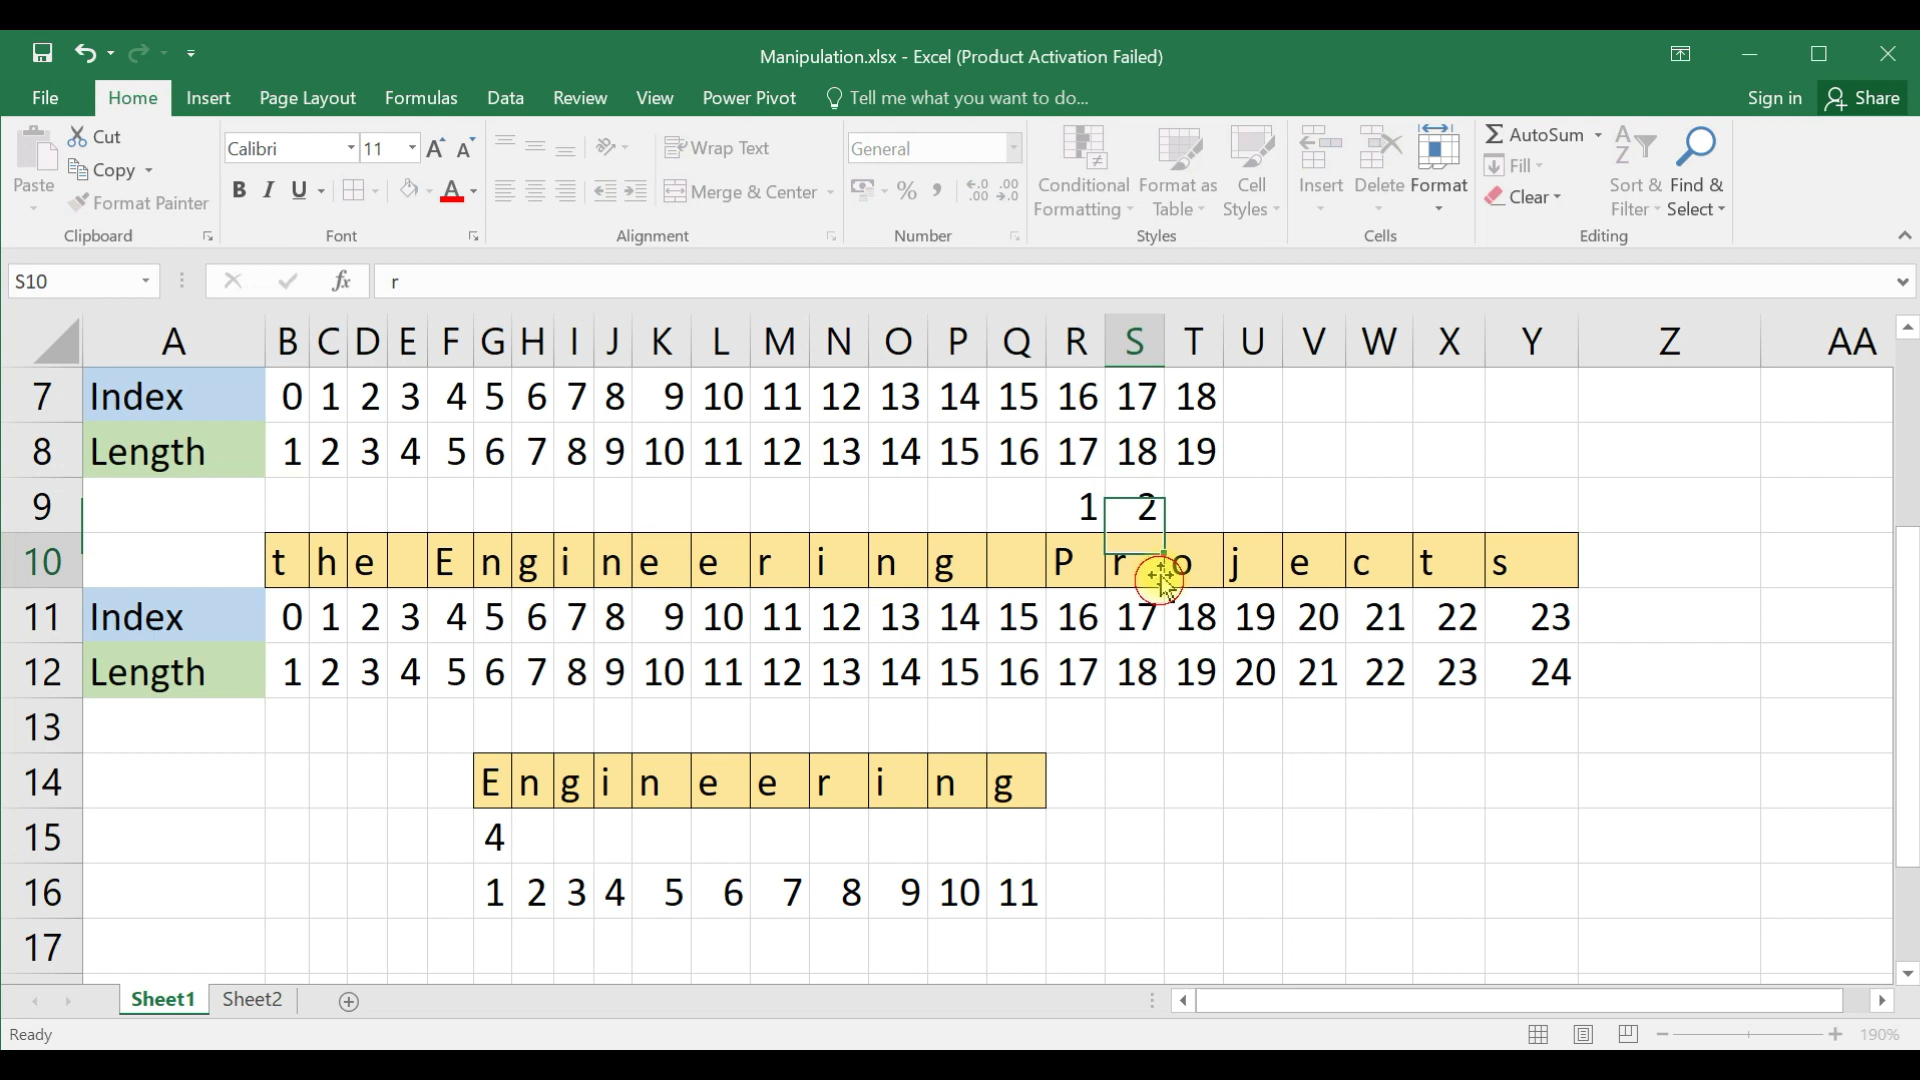 Manipulation.xlsx - Excel (Product Activation Failed)
File Home Insert Page Layout Formulas Data Review View Power Pivot Tell me what you want to do... Sign in Share
Paste Cut Copy Format Painter Clipboard
Calibri 11 B I U A Font
Wrap Text Merge & Center Alignment
General % , Number
Conditional Formatting Format as Table Cell Styles Styles
Insert Delete Format Cells
AutoSum Fill Clear Sort & Filter Find & Select Editing
S10 fx r
A B C D E F G H I J K L M N O P Q R S T U V W X Y Z AA
7 Index 0 1 2 3 4 5 6 7 8 9 10 11 12 13 14 15 16 17 18
8 Length 1 2 3 4 5 6 7 8 9 10 11 12 13 14 15 16 17 18 19
9 1 2
10 t h e E n g i n e e r i n g P r o j e c t s
11 Index 0 1 2 3 4 5 6 7 8 9 10 11 12 13 14 15 16 17 18 19 20 21 22 23
12 Length 1 2 3 4 5 6 7 8 9 10 11 12 13 14 15 16 17 18 19 20 21 22 23 24
13
14 E n g i n e e r i n g
15 4
16 1 2 3 4 5 6 7 8 9 10 11
17
Sheet1 Sheet2
Ready 190%